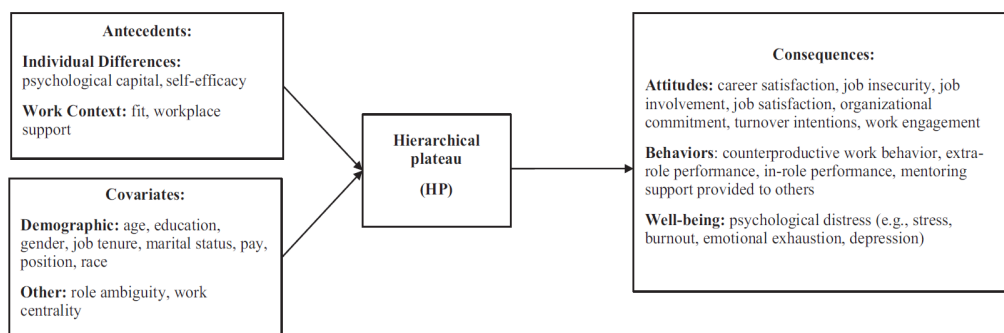 Antecedents:
Individual Differences:
psychological capital, self-efficacy
Work Context: fit, workplace
support
Covariates:
Demographic: age, education,
gender, job tenure, marital status, pay,
position, race
Other: role ambiguity, work
centrality
Hierarchical
plateau
(HP)
Consequences:
Attitudes: career satisfaction, job insecurity, job
involvement, job satisfaction, organizational
commitment, turnover intentions, work engagement
Behaviors: counterproductive work behavior, extra-
role performance, in-role performance, mentoring
support provided to others
Well-being: psychological distress (e.g., stress,
burnout, emotional exhaustion, depression)